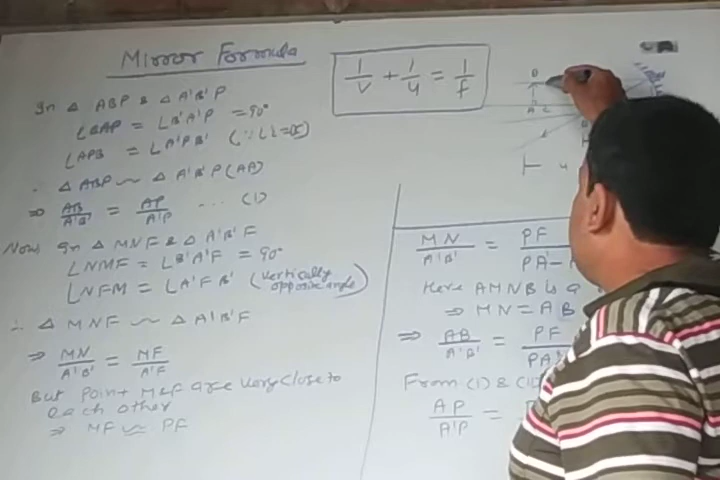 Mirror Formula
1/v + 1/u = 1/f
In △ ABP & △ A'B'P
∠BAP = ∠B'A'P = 90°
∠APB = ∠A'PB' (∵ ∠i = ∠r)
∴ △ ABP ~ △ A'B'P (AA)
⇒ AB/A'B' = AP/A'P ... (1)
Now In △ MNF & △ A'B'F
∠NMF = ∠B'A'F = 90°
∠NFM = ∠A'FB' (vertically opposite angle)
∴ △ MNF ~ △ A'B'F
⇒ MN/A'B' = MF/A'F
But Point M & F are very close to
each other
⇒ MF ≃ PF
MN/A'B' = PF/PA'-
Here AMNB is a
⇒ MN = AB
⇒ AB/A'B' = PF/PA'
From (1) &
AP/A'P =
B
A C
u